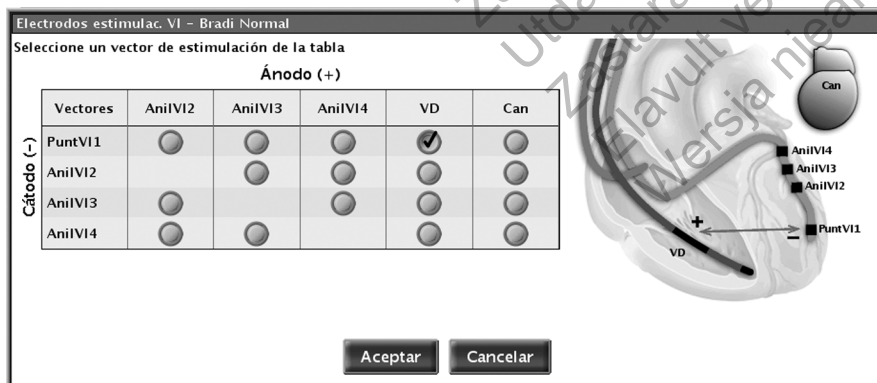 Electrodos estimulac. VI – Bradi Normal
Seleccione un vector de estimulación de la tabla
Ánodo (+)
Vectores AnilVI2 AnilVI3 AnilVI4 VD Can
Cátodo (-)
PuntVI1
AnilVI2
AnilVI3
AnilVI4
Can
AnilVI4
AnilVI3
AnilVI2
PuntVI1
+
–
VD
Aceptar Cancelar
Wersja